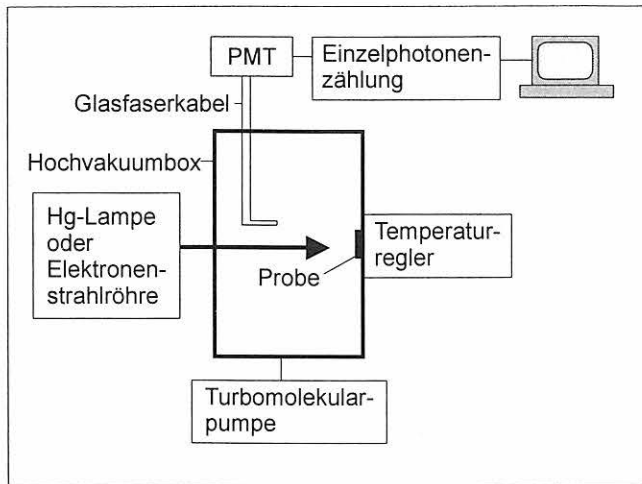 PMT
Einzelphotonen-
zählung
Glasfaserkabel
Hochvakuumbox
Hg-Lampe
oder
Elektronen-
strahlröhre
Temperatur-
regler
Probe
Turbomolekular-
pumpe